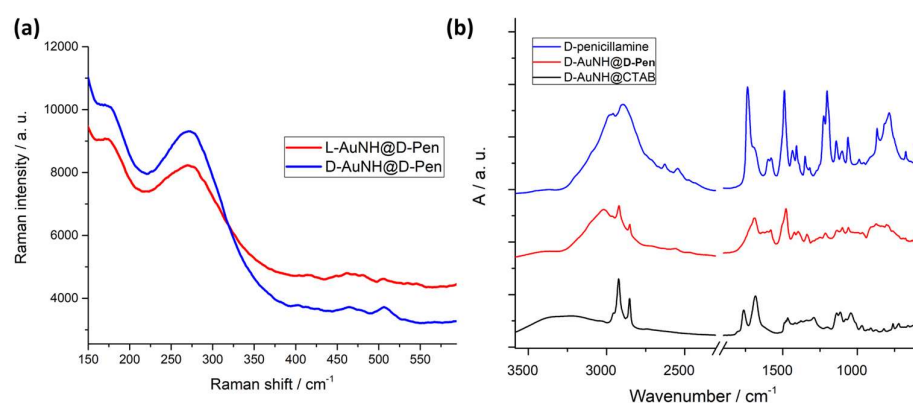 (a)
12000
10000
8000
6000
4000
Raman intensity / a. u.
L-AuNH@D-Pen
D-AuNH@D-Pen
150 200 250 300 350 400 450 500 550
Raman shift / cm-1
(b)
D-penicillamine
D-AuNH@D-Pen
D-AuNH@CTAB
A / a. u.
3500 3000 2500 1500 1000
Wavenumber / cm-1